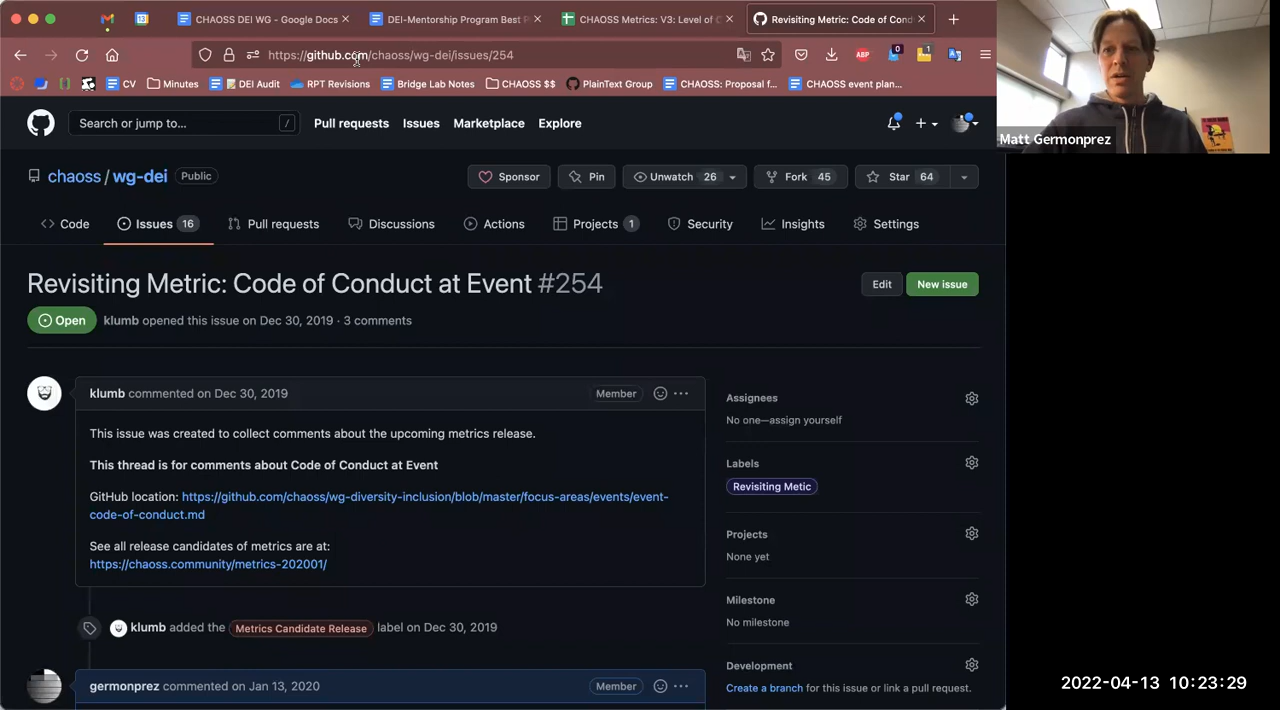 CHAOSS DEI WG - Google Docs
DEI-Mentorship Program Best P
CHAOSS Metrics: V3: Level of C
Revisiting Metric: Code of Cond
https://github.com/chaoss/wg-dei/issues/254
ABP
0
1
CV
Minutes
DEI Audit
RPT Revisions
Bridge Lab Notes
CHAOSS $$
PlainText Group
CHAOSS: Proposal f...
CHAOSS event plan...
Matt Germonprez
Search or jump to...
/
Pull requests
Issues
Marketplace
Explore
chaoss / wg-dei
Public
Sponsor
Pin
Unwatch 26
Fork 45
Star 64
Code
Issues 16
Pull requests
Discussions
Actions
Projects 1
Security
Insights
Settings
Revisiting Metric: Code of Conduct at Event #254
Edit
New issue
Open
klumb opened this issue on Dec 30, 2019 · 3 comments
klumb commented on Dec 30, 2019
Member
This issue was created to collect comments about the upcoming metrics release.
This thread is for comments about Code of Conduct at Event
GitHub location: https://github.com/chaoss/wg-diversity-inclusion/blob/master/focus-areas/events/event-
code-of-conduct.md
See all release candidates of metrics are at:
https://chaoss.community/metrics-202001/
klumb added the Metrics Candidate Release label on Dec 30, 2019
germonprez commented on Jan 13, 2020
Member
Assignees
No one—assign yourself
Labels
Revisiting Metic
Projects
None yet
Milestone
No milestone
Development
Create a branch for this issue or link a pull request.
2022-04-13 10:23:29